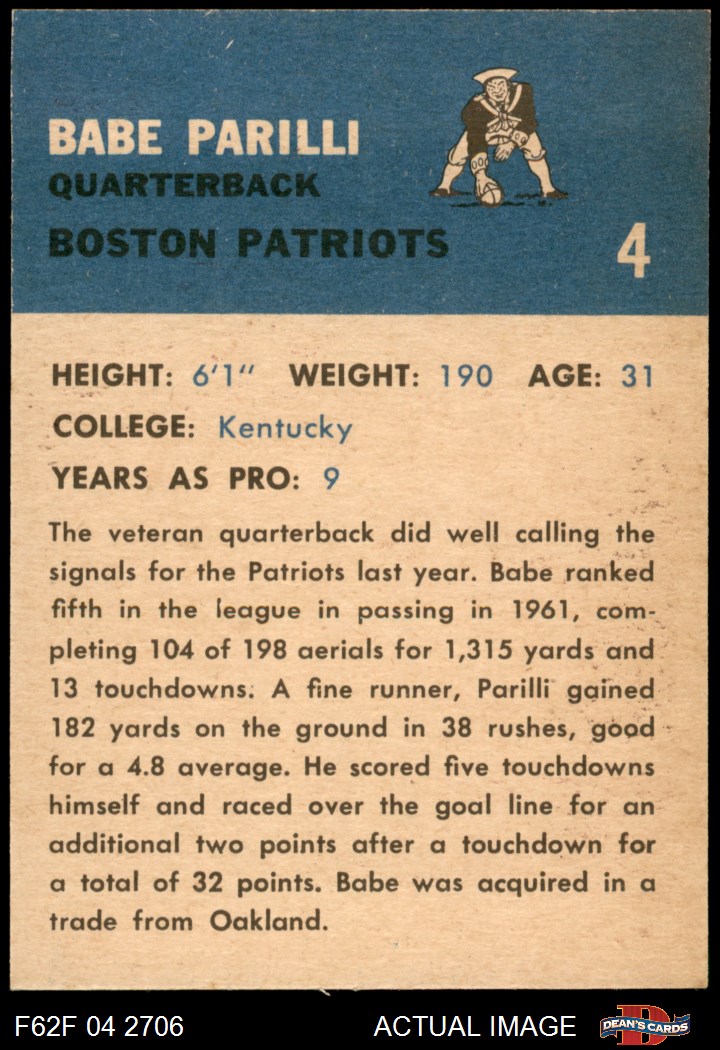 BABE PARILLI
QUARTERBACK
BOSTON PATRIOTS
4
HEIGHT: 6'1" WEIGHT: 190 AGE: 31
COLLEGE: Kentucky
YEARS AS PRO: 9
The veteran quarterback did well calling the
signals for the Patriots last year. Babe ranked
fifth in the league in passing in 1961, com-
pleting 104 of 198 aerials for 1,315 yards and
13 touchdowns. A fine runner, Parilli gained
182 yards on the ground in 38 rushes, good
for a 4.8 average. He scored five touchdowns
himself and raced over the goal line for an
additional two points after a touchdown for
a total of 32 points. Babe was acquired in a
trade from Oakland.
F62F 04 2706 ACTUAL IMAGE
D
DEAN'S CARDS